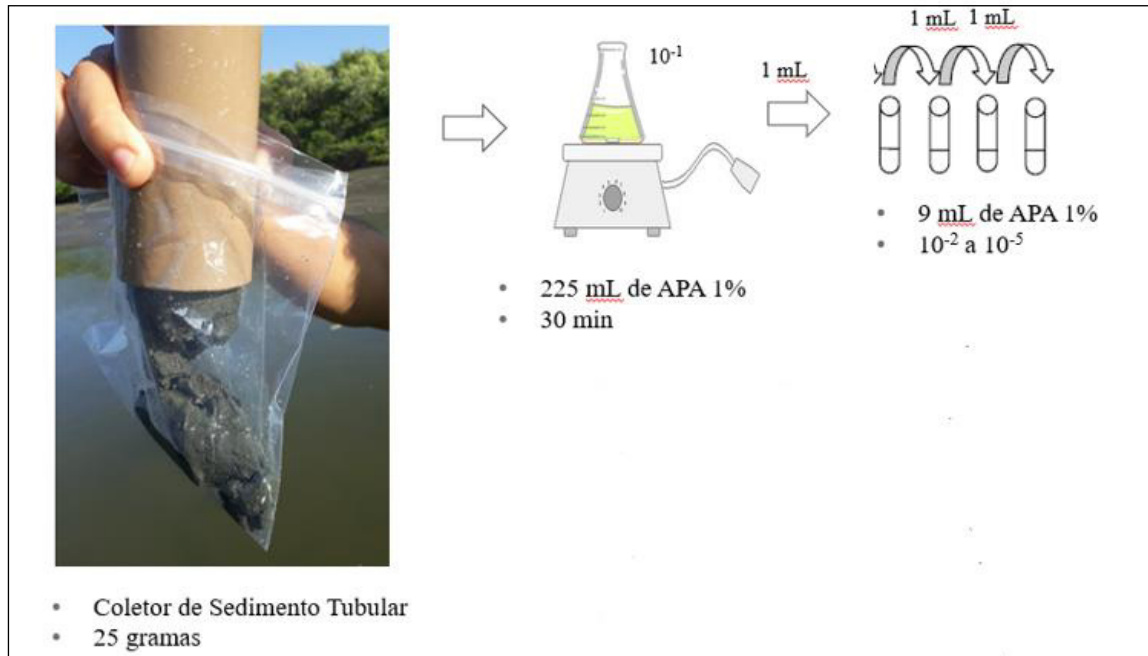 • Coletor de Sedimento Tubular
• 25 gramas
10⁻¹
• 225 mL de APA 1%
• 30 min
1 mL
1 mL 1 mL
• 9 mL de APA 1%
• 10⁻² a 10⁻⁵